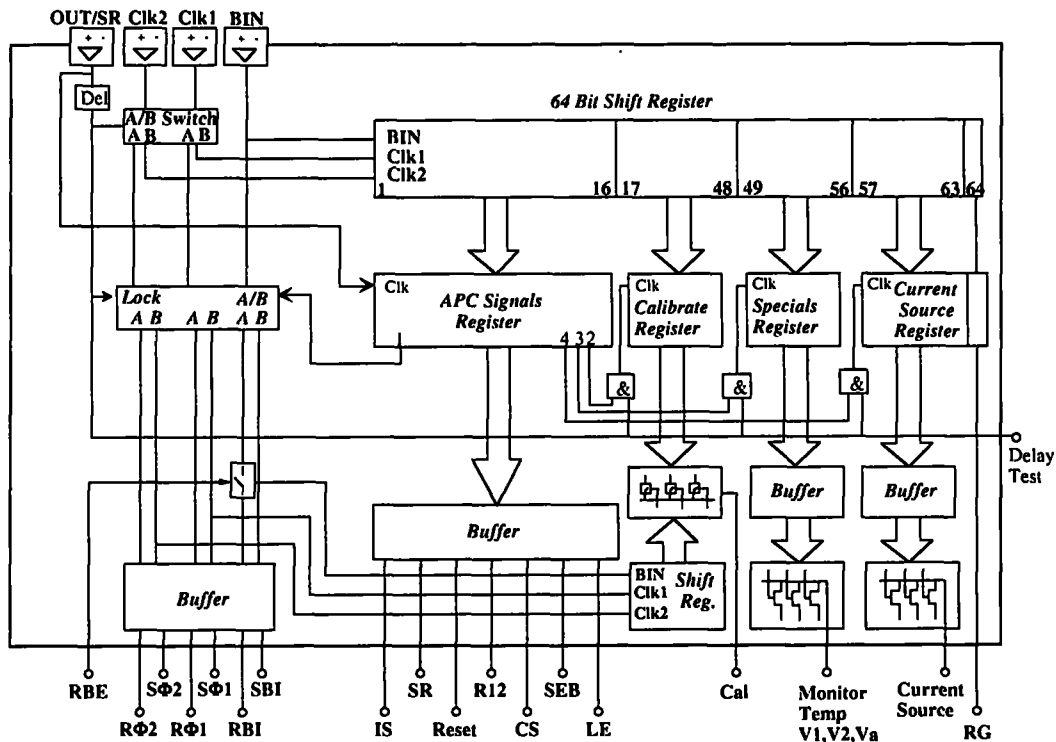 OUT/SR Clk2 Clk1 BIN
+ - + - + - + -
Del
A/B Switch
A B A B
64 Bit Shift Register
BIN
Clk1
Clk2
1 16 17 48 49 56 57 63 64
Lock A/B
A B A B A B
Clk
APC Signals
Register
1 4 3 2
Clk
Calibrate
Register
Clk
Specials
Register
Clk Current
Source
Register
& & &
Delay
Test
Buffer
Buffer
Buffer
Buffer
BIN
Clk1
Clk2
Shift
Reg.
RBE SΦ2 SΦ1 SBI
RΦ2 RΦ1 RBI
SR R12 SEB
IS Reset CS LE
Cal
Monitor
Temp
V1,V2,Va
Current
Source
RG